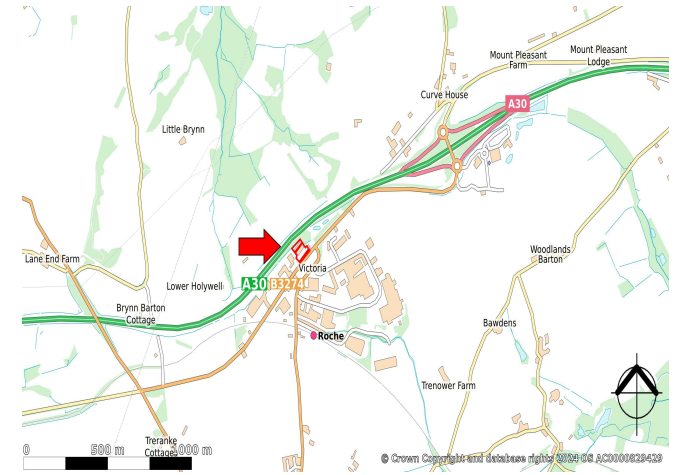 Mount Pleasant
Farm
Mount Pleasant
Lodge
Curve House
A30
Little Brynn
Lane End Farm
Woodlands
Barton
Victoria
Lower Holywell
A30
B3274
Brynn Barton
Cottage
Bawdens
Roche
Trenower Farm
Treranke
Cottage
0
500 m
1000 m
© Crown Copyright and database rights 2024 OS AC0000829429